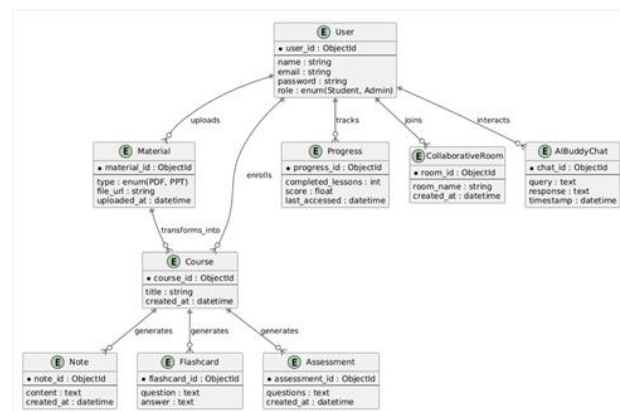 E User
user_id : ObjectId
name : string
email : string
password : string
role : enum(Student, Admin)
uploads
tracks
joins
interacts
enrolls
E Material
material_id : ObjectId
type : enum(PDF, PPT)
file_url : string
uploaded_at : datetime
E Progress
progress_id : ObjectId
completed_lessons : int
score : float
last_accessed : datetime
E CollaborativeRoom
room_id : ObjectId
room_name : string
created_at : datetime
E AIBuddyChat
chat_id : ObjectId
query : text
response : text
timestamp : datetime
transforms_into
E Course
course_id : ObjectId
title : string
created_at : datetime
generates
generates
generates
E Note
note_id : ObjectId
content : text
created_at : datetime
E Flashcard
flashcard_id : ObjectId
question : text
answer : text
E Assessment
assessment_id : ObjectId
questions : text
created_at : datetime